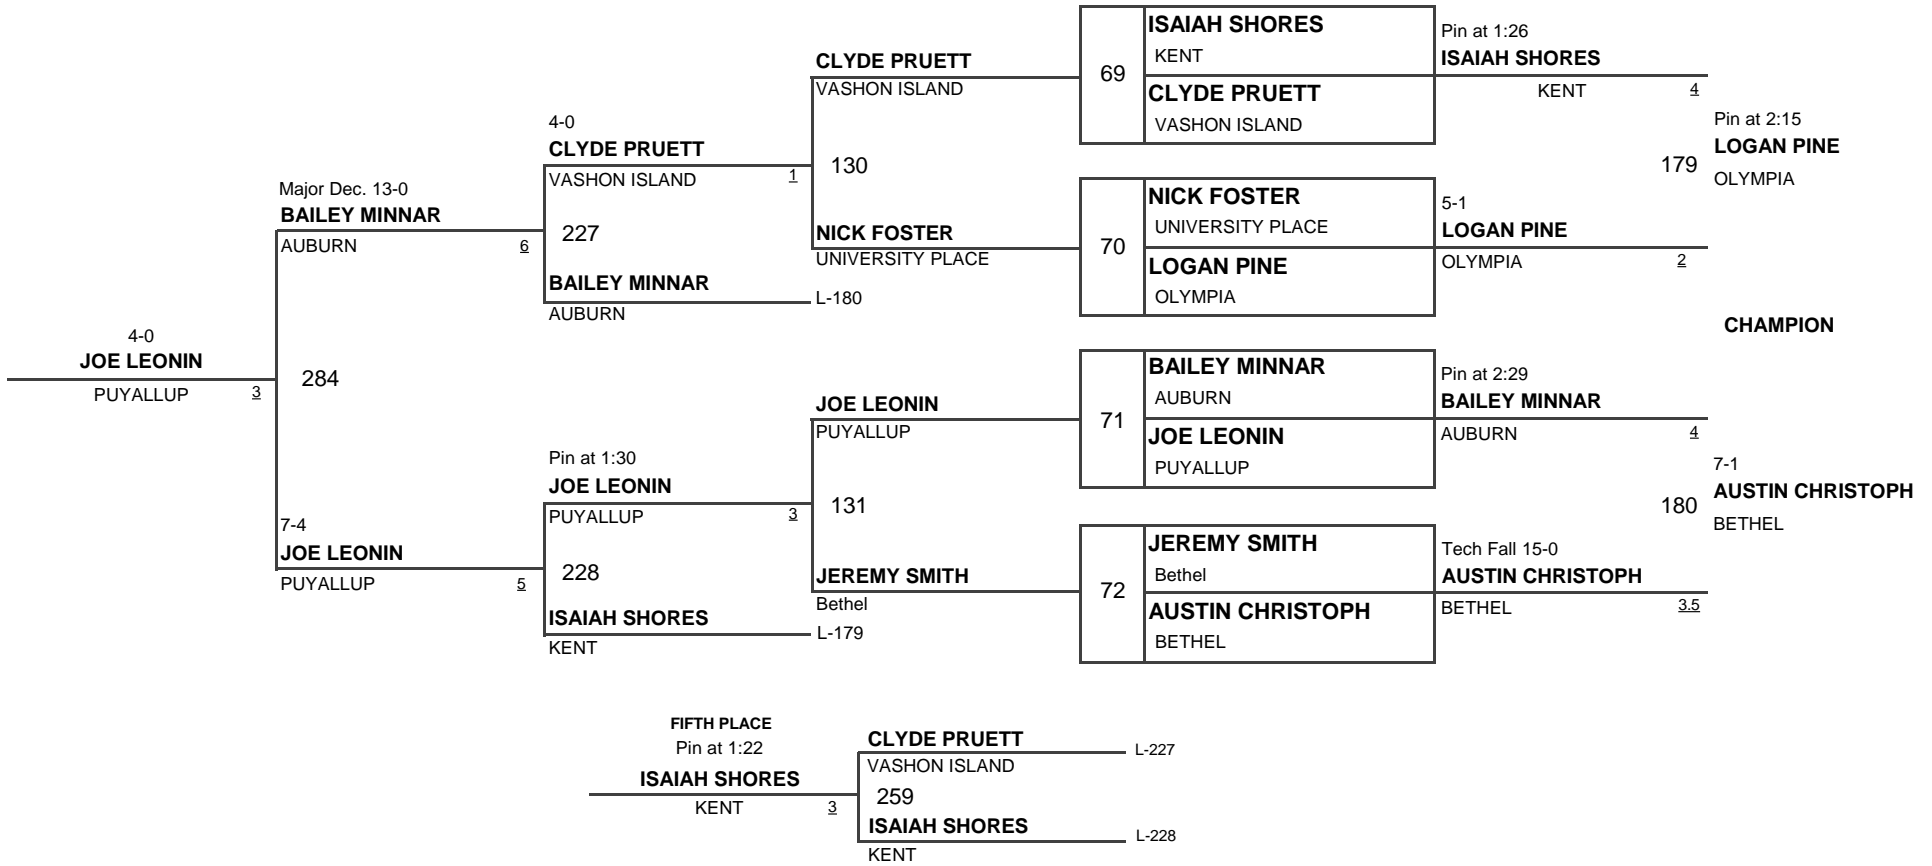 4-0
JOE LEONIN
PUYALLUP 3
284
Major Dec. 13-0
BAILEY MINNAR
AUBURN 6
7-4
JOE LEONIN
PUYALLUP 5
4-0
CLYDE PRUETT
VASHON ISLAND 1
227
BAILEY MINNAR
AUBURN
L-180
Pin at 1:30
JOE LEONIN
PUYALLUP 3
228
ISAIAH SHORES
KENT
L-179
CLYDE PRUETT
VASHON ISLAND
130
NICK FOSTER
UNIVERSITY PLACE
JOE LEONIN
PUYALLUP
131
JEREMY SMITH
Bethel
69
ISAIAH SHORES
KENT
CLYDE PRUETT
VASHON ISLAND
70
NICK FOSTER
UNIVERSITY PLACE
LOGAN PINE
OLYMPIA
71
BAILEY MINNAR
AUBURN
JOE LEONIN
PUYALLUP
72
JEREMY SMITH
Bethel
AUSTIN CHRISTOPH
BETHEL
Pin at 1:26
ISAIAH SHORES
KENT 4
5-1
LOGAN PINE
OLYMPIA 2
Pin at 2:29
BAILEY MINNAR
AUBURN 4
Tech Fall 15-0
AUSTIN CHRISTOPH
BETHEL 3.5
179
Pin at 2:15
LOGAN PINE
OLYMPIA
CHAMPION
180
7-1
AUSTIN CHRISTOPH
BETHEL
FIFTH PLACE
Pin at 1:22
ISAIAH SHORES
KENT 3
CLYDE PRUETT
VASHON ISLAND
L-227
259
ISAIAH SHORES
KENT
L-228